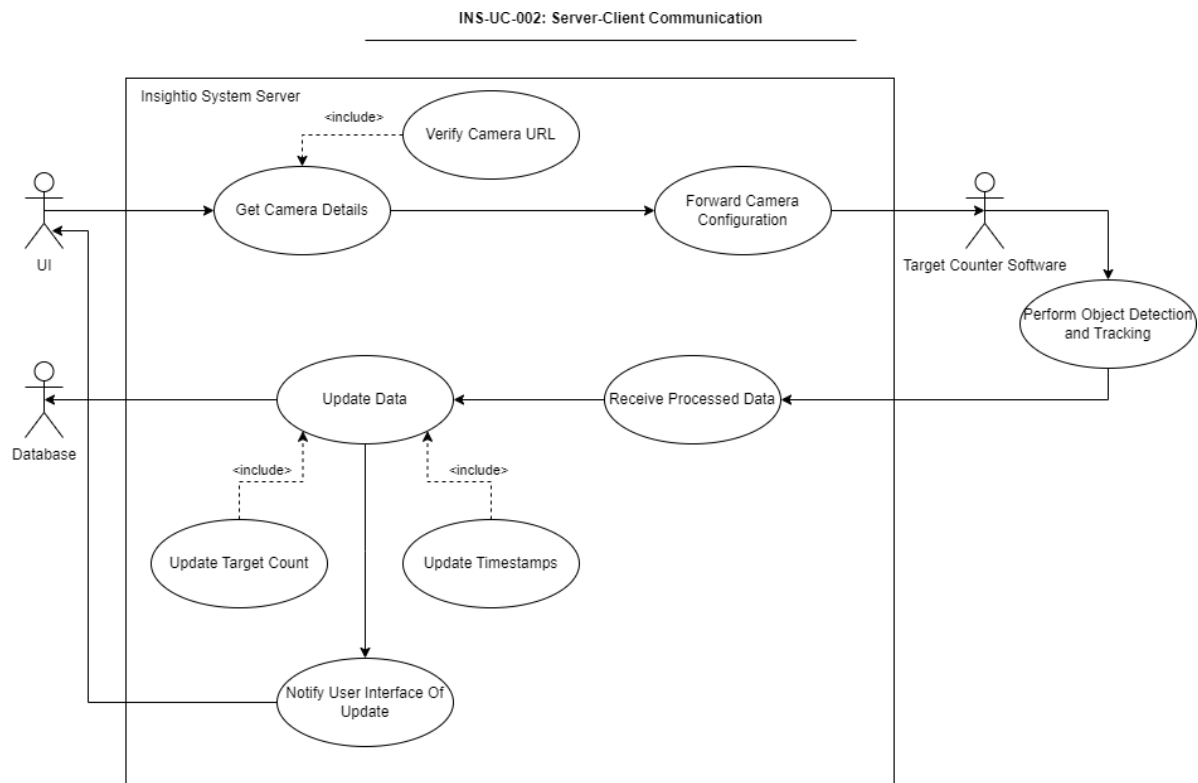 INS-UC-002: Server-Client Communication
Insightio System Server
<include>
Verify Camera URL
Get Camera Details
Forward Camera
Configuration
UI
Target Counter Software
Perform Object Detection
and Tracking
Update Data
Receive Processed Data
Database
<include>
<include>
Update Target Count
Update Timestamps
Notify User Interface Of
Update